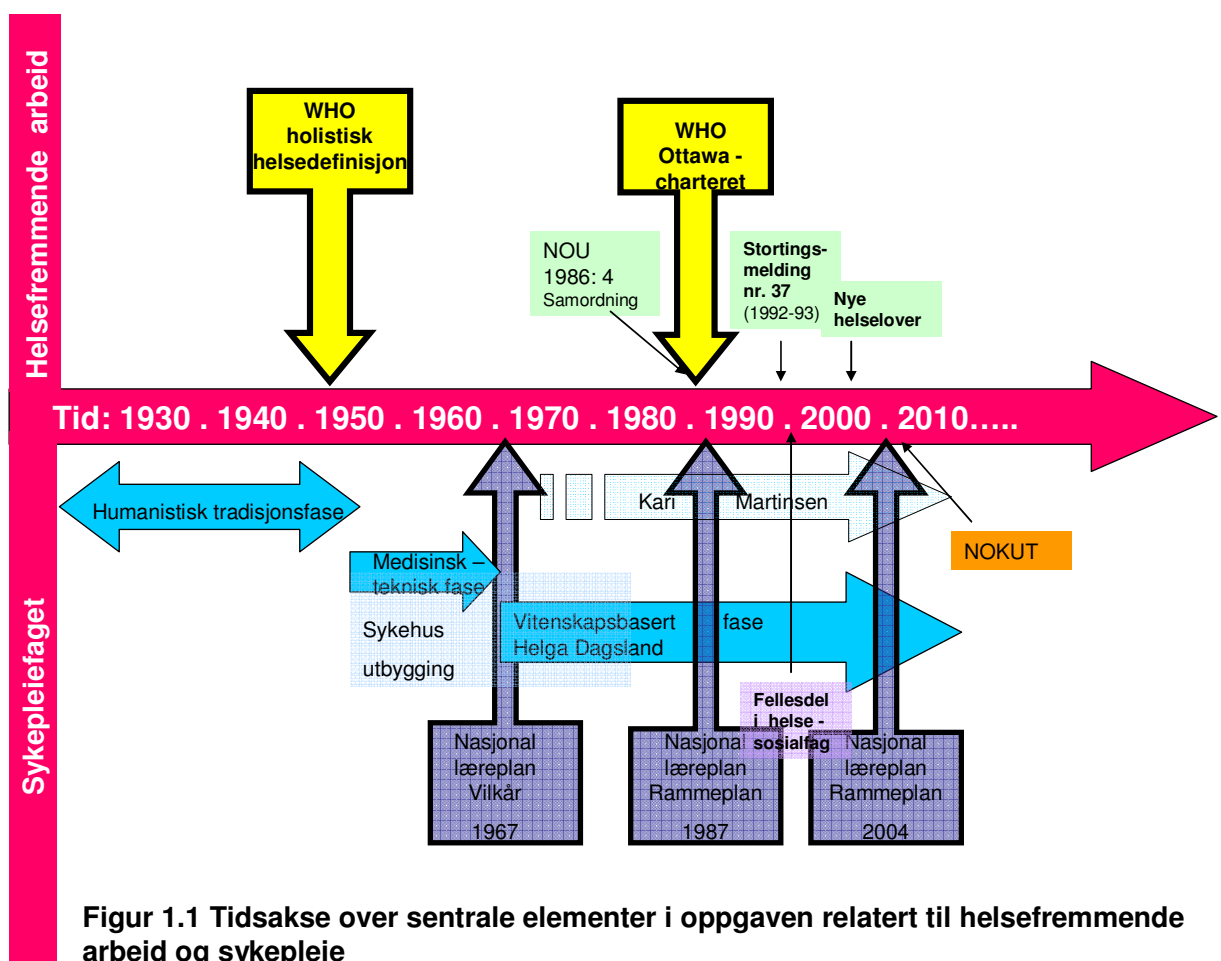 Helsefremmende arbeid
WHO
holistisk
helsedefinisjon
WHO
Ottawa -
charteret
NOU
1986: 4
Samordning
Stortings-
melding
nr. 37
(1992-93)
Nye
helselover
Tid: 1930 . 1940 . 1950 . 1960 . 1970 . 1980 . 1990 . 2000 . 2010.....
Sykepleiefaget
Humanistisk tradisjonsfase
Kari Martinsen
NOKUT
Medisinsk –
teknisk fase
Sykehus
utbygging
Vitenskapsbasert fase
Helga Dagsland
Fellesdel
i helse -
sosialfag
Nasjonal
læreplan
Vilkår
1967
Nasjonal
læreplan
Rammeplan
1987
Nasjonal
læreplan
Rammeplan
2004
Figur 1.1 Tidsakse over sentrale elementer i oppgaven relatert til helsefremmende
arbeid og sykepleie